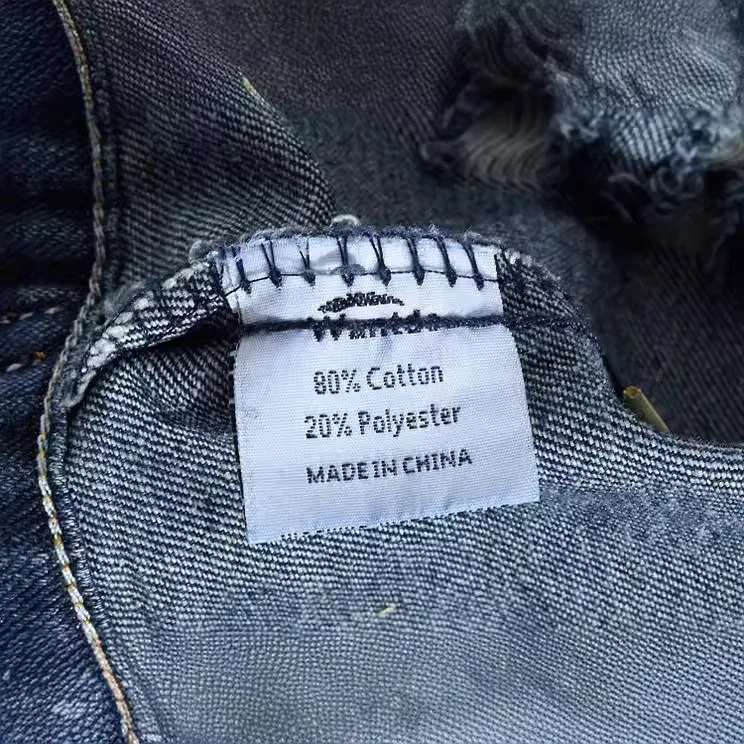 80% Cotton
20% Polyester
MADE IN CHINA